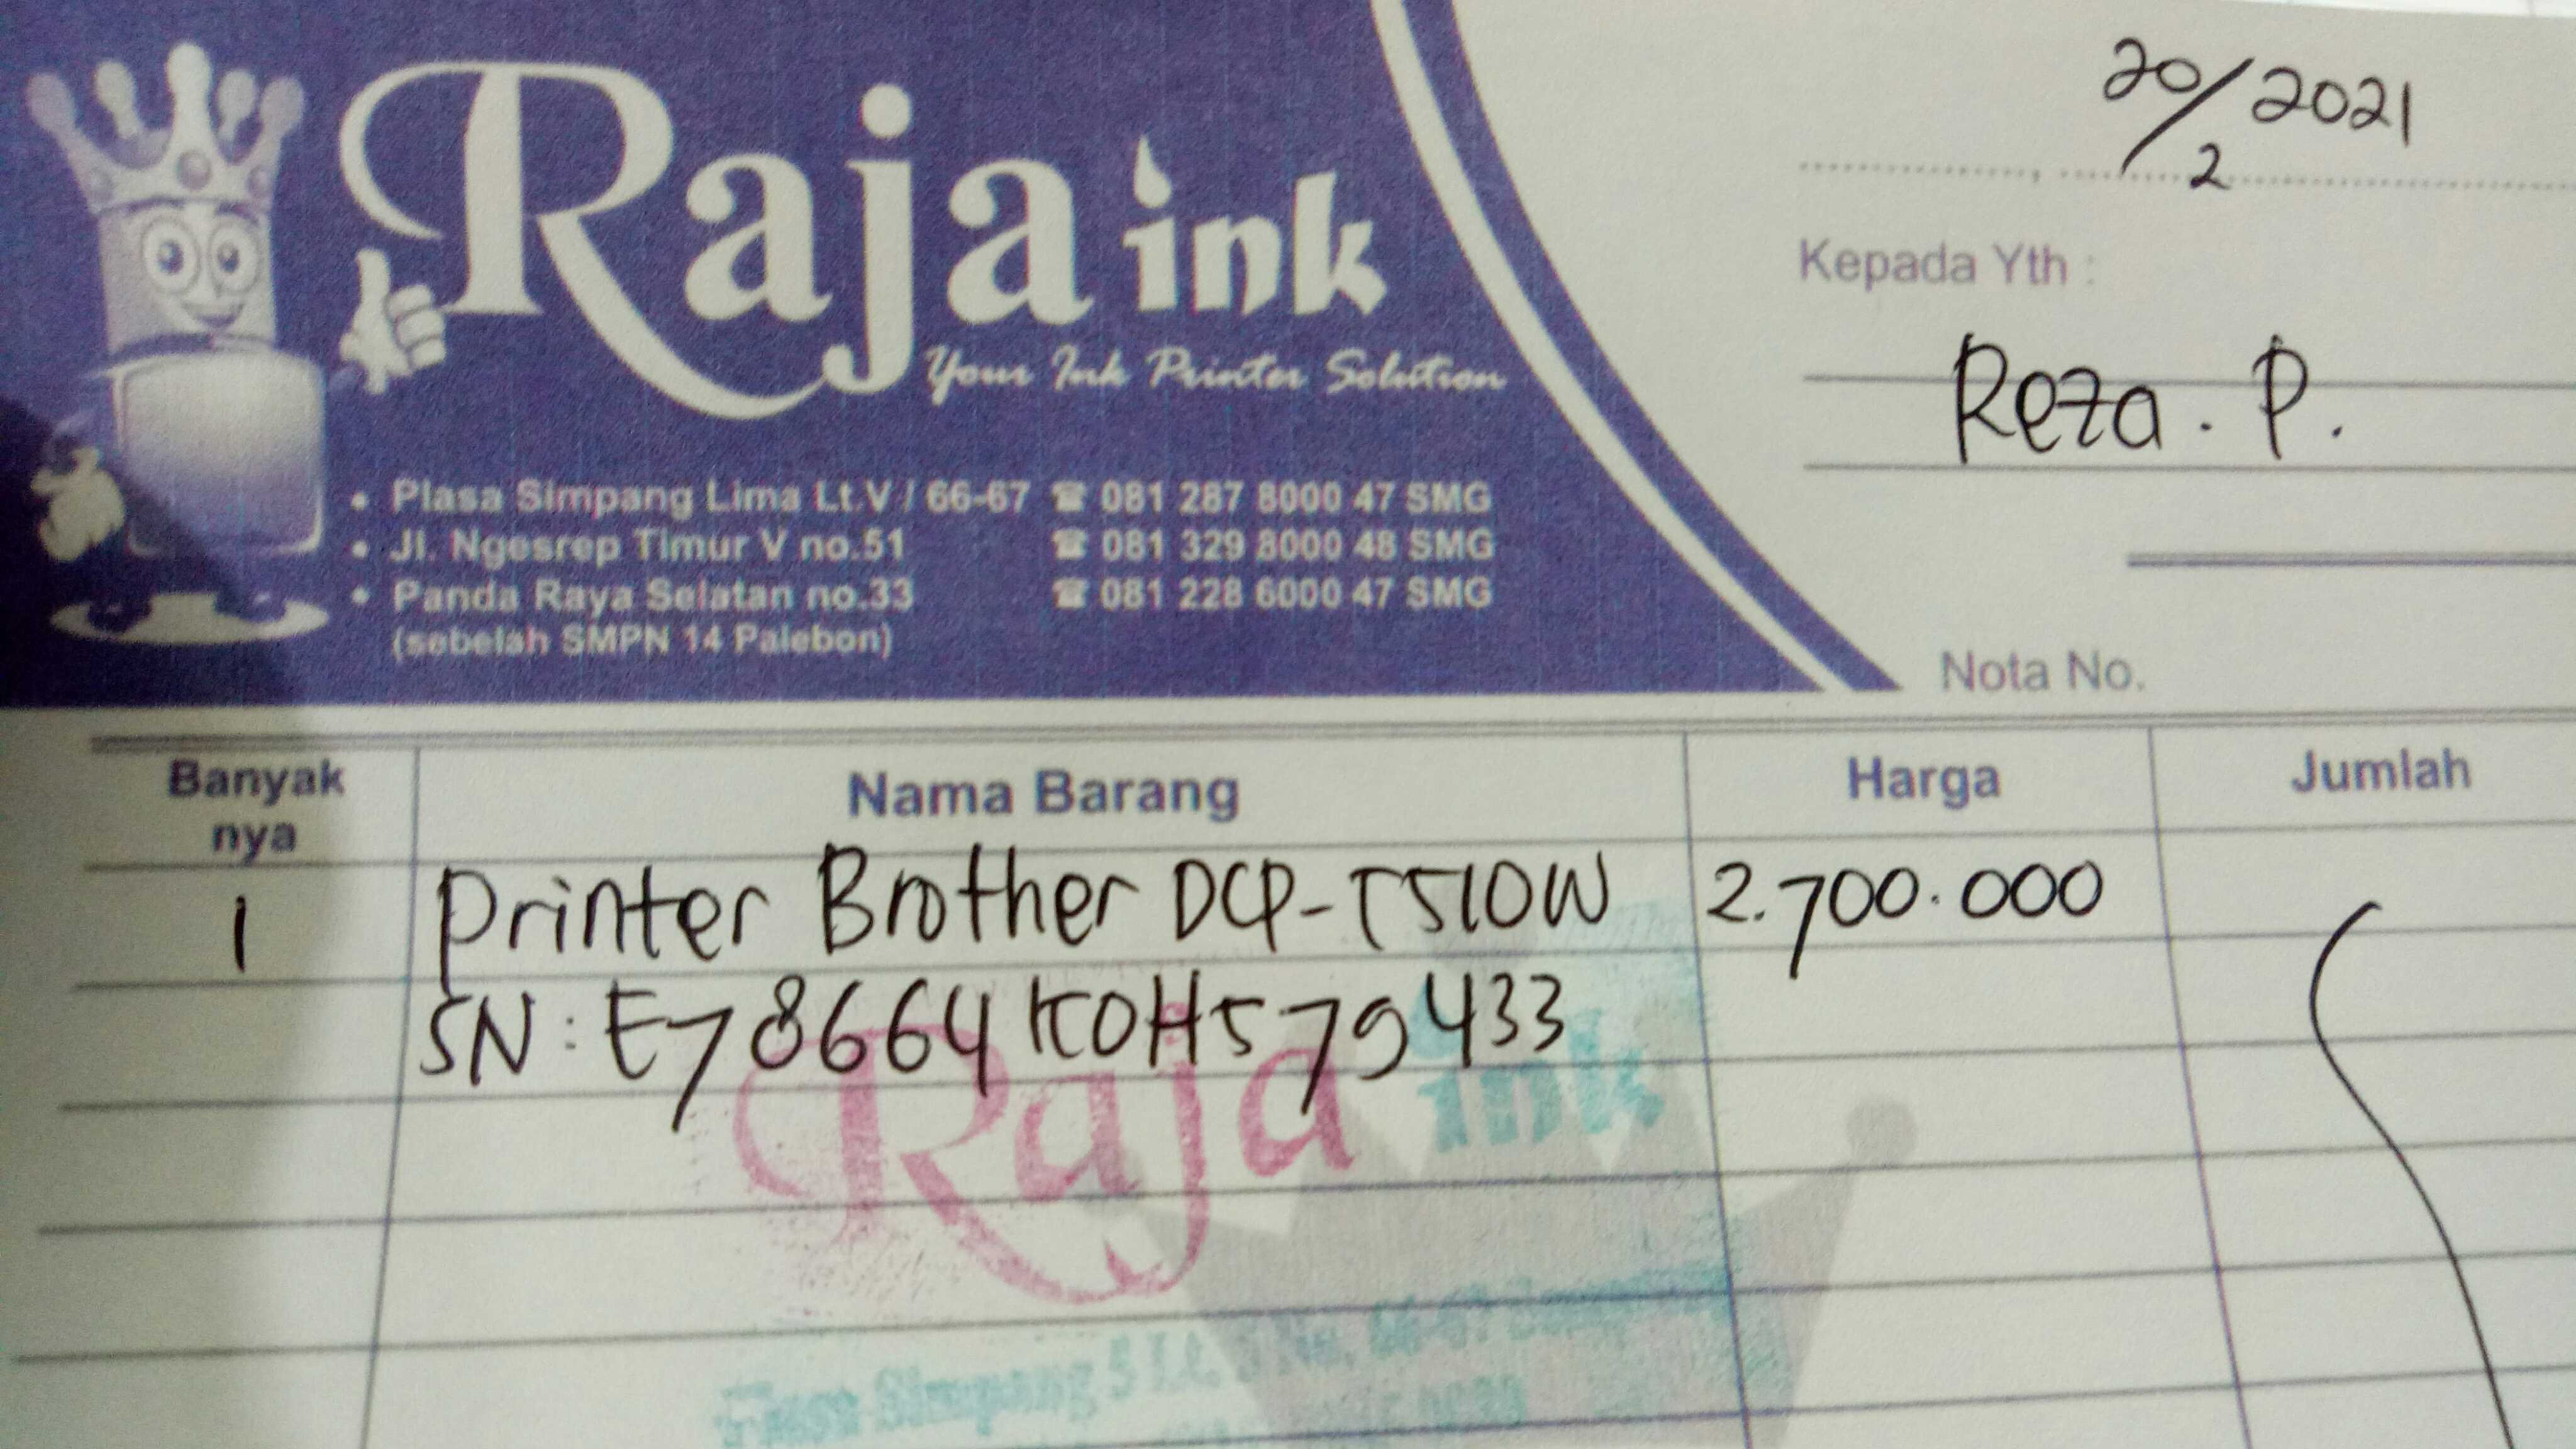 20/2 2021
Raja ink
Your Ink Printer Solution
Kepada Yth :
Reza . P.
• Plasa Simpang Lima Lt.V / 66-67 ☎ 081 287 8000 47 SMG
• Jl. Ngesrep Timur V no.51 ☎ 081 329 8000 48 SMG
• Panda Raya Selatan no.33 ☎ 081 228 6000 47 SMG
(sebelah SMPN 14 Palebon)
Nota No.
Banyak nya Nama Barang Harga Jumlah
1 Printer Brother DCP-T510W 2.700.000
SN : E78664K0H579433
Raja ink
Simpang 5 Lt.